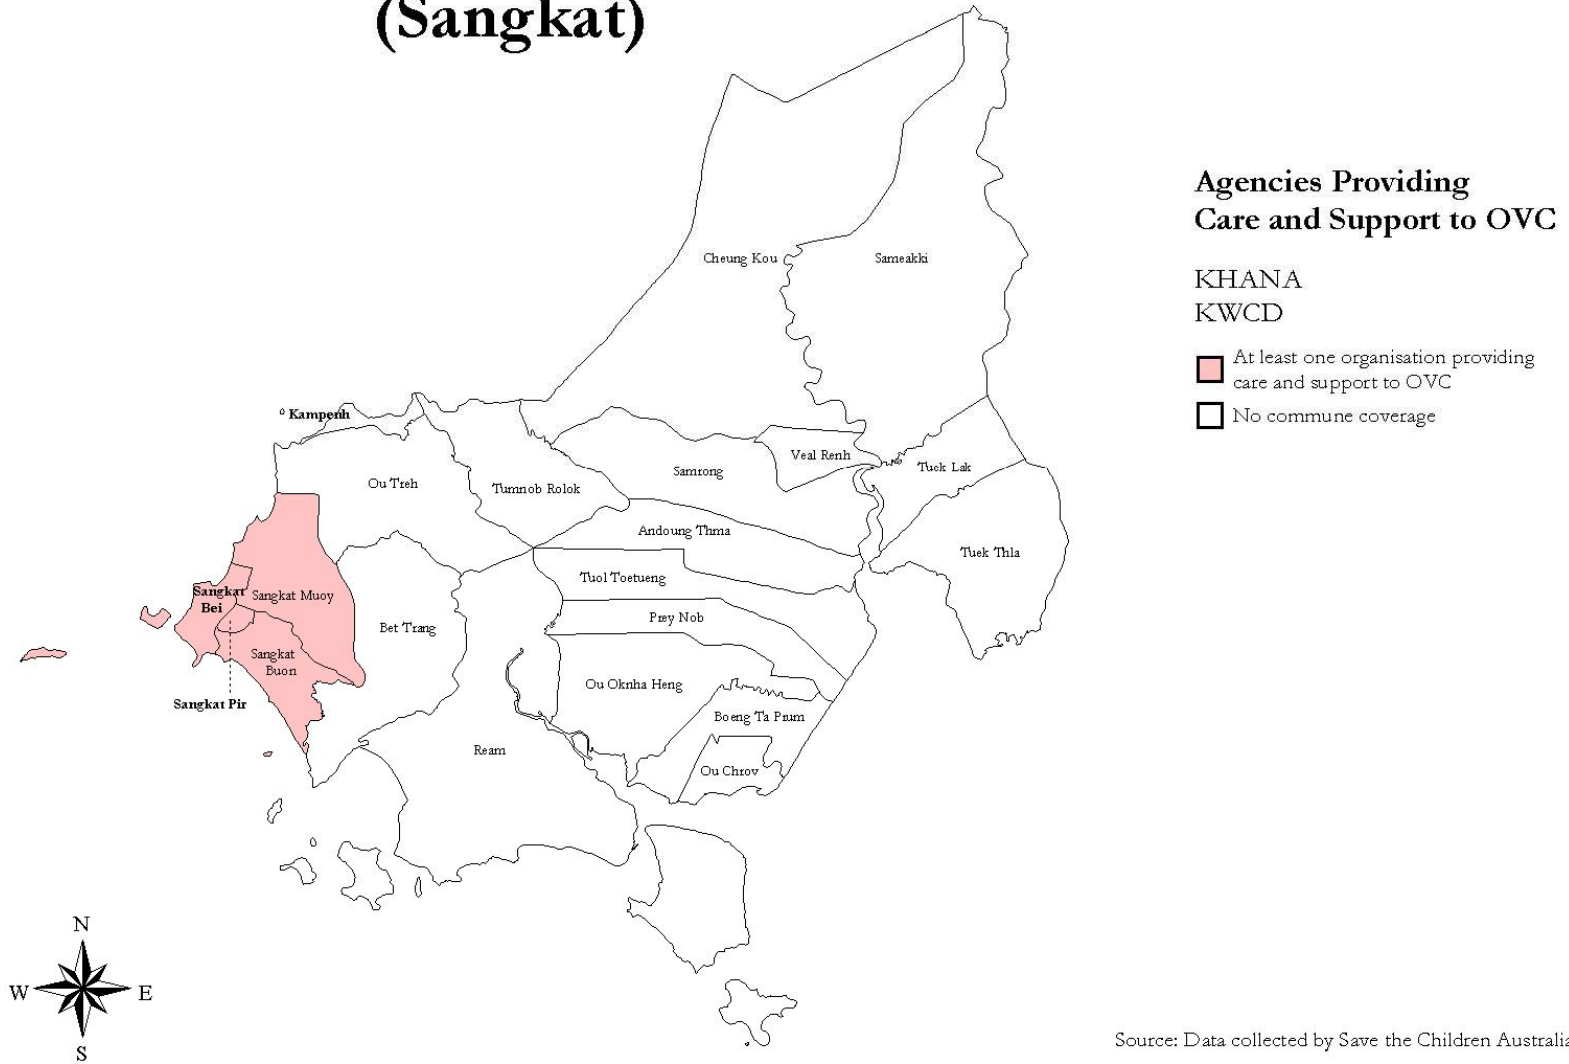 (Sangkat)
Agencies Providing
Care and Support to OVC
KHANA
KWCD
At least one organisation providing
care and support to OVC
No commune coverage
Cheung Kou
Sameakki
° Kampenh
Ou Treh
Tumnob Rolok
Samrong
Veal Renh
Tuek Lak
Andoung Thma
Tuek Thla
Tuol Toetueng
Sangkat
Bei
Sangkat Muoy
Prey Nob
Bet Trang
Sangkat
Buon
Ou Oknha Heng
Sangkat Pir
Boeng Ta Prum
Ream
Ou Chrov
N
W
E
S
Source: Data collected by Save the Children Australia